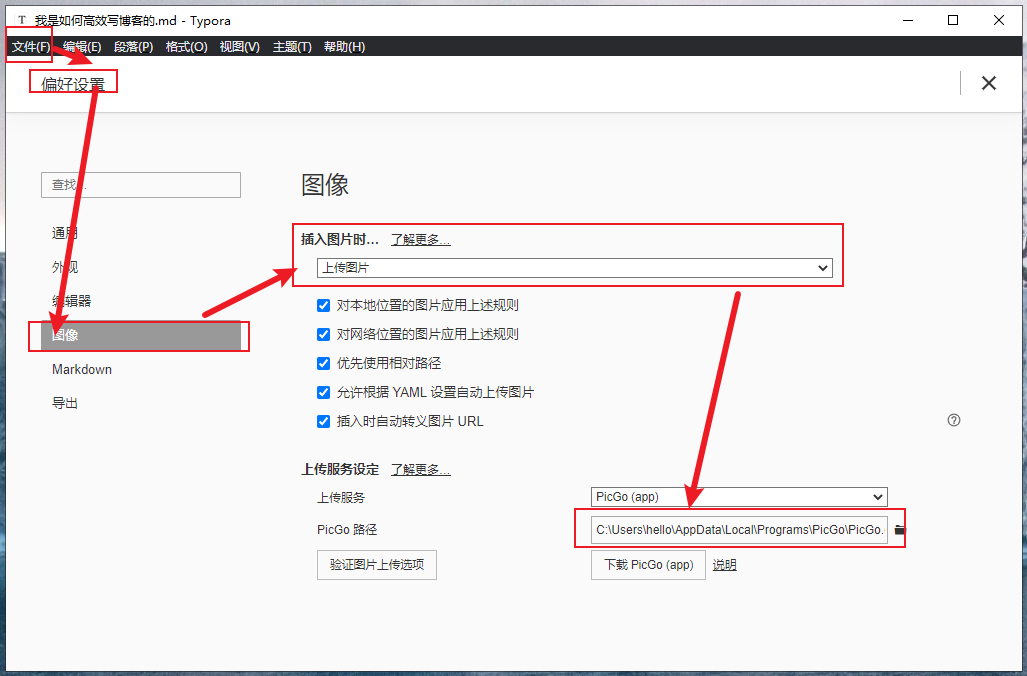 T 我是如何高效写博客的.md - Typora
文件(F) 编辑(E) 段落(P) 格式(O) 视图(V) 主题(T) 帮助(H)
偏好设置
查找...
图像
通用
插入图片时... 了解更多...
外观
上传图片
编辑器
对本地位置的图片应用上述规则
图像
对网络位置的图片应用上述规则
优先使用相对路径
Markdown
允许根据 YAML 设置自动上传图片
导出
插入时自动转义图片 URL
上传服务设定 了解更多...
上传服务 PicGo (app)
PicGo 路径 C:\Users\hello\AppData\Local\Programs\PicGo\PicGo.
验证图片上传选项 下载 PicGo (app) 说明